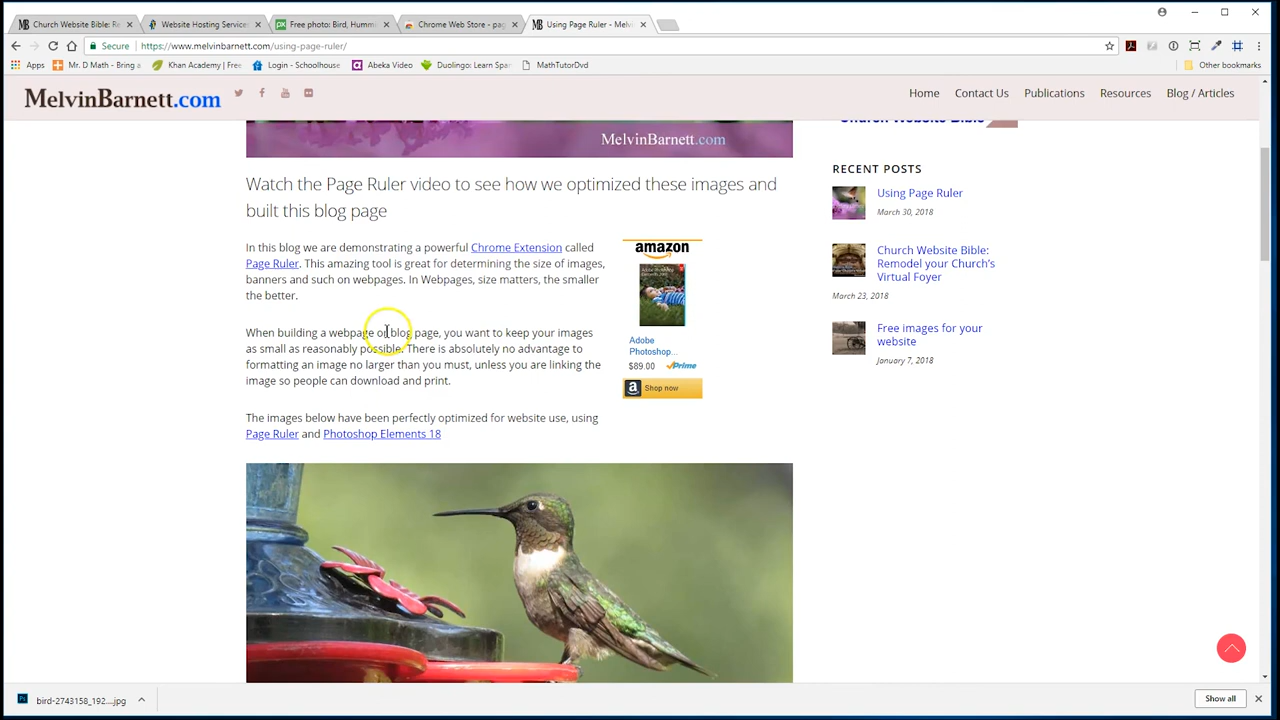 Church Website Bible: Re
Website Hosting Services
Free photo: Bird, Hummi
Chrome Web Store - pag
Using Page Ruler - Melvi
Secure
https://www.melvinbarnett.com/using-page-ruler/
Apps
Mr. D Math - Bring a
Khan Academy | Free
Login - Schoolhouse
Abeka Video
Duolingo: Learn Span
MathTutorDvd
Other bookmarks
MelvinBarnett.com
Home
Contact Us
Publications
Resources
Blog / Articles
MelvinBarnett.com
Church Website Bible
Watch the Page Ruler video to see how we optimized these images and
built this blog page
In this blog we are demonstrating a powerful Chrome Extension called
Page Ruler. This amazing tool is great for determining the size of images,
banners and such on webpages. In Webpages, size matters, the smaller
the better.
When building a webpage or blog page, you want to keep your images
as small as reasonably possible. There is absolutely no advantage to
formatting an image no larger than you must, unless you are linking the
image so people can download and print.
The images below have been perfectly optimized for website use, using
Page Ruler and Photoshop Elements 18
amazon
Adobe
Photoshop...
$89.00 Prime
Shop now
RECENT POSTS
Using Page Ruler
March 30, 2018
Church Website Bible:
Remodel your Church's
Virtual Foyer
March 23, 2018
Free images for your
website
January 7, 2018
bird-2743158_192....jpg
Show all